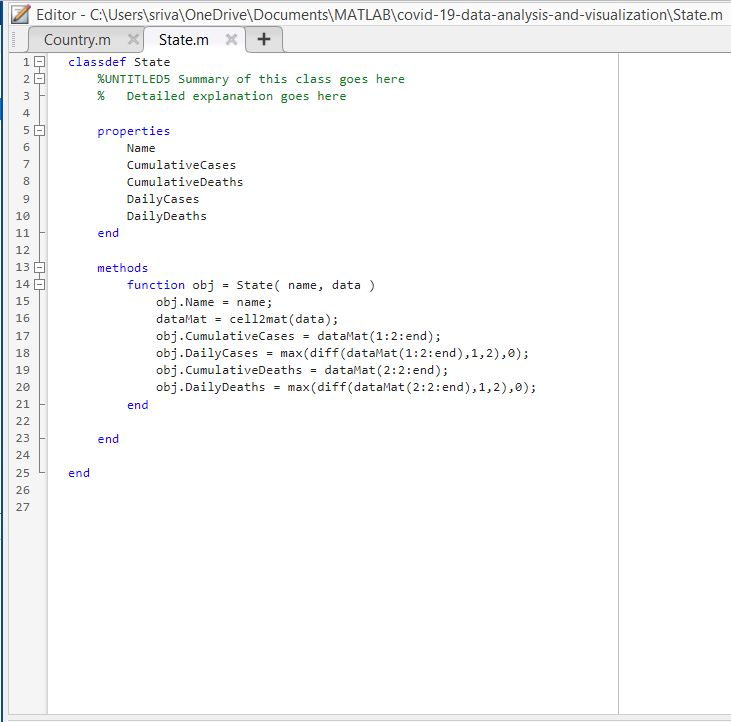 Editor - C:\Users\sriva\OneDrive\Documents\MATLAB\covid-19-data-analysis-and-visualization\State.m
Country.m × State.m × +
1 classdef State
2 %UNTITLED5 Summary of this class goes here
3 % Detailed explanation goes here
4
5 properties
6 Name
7 CumulativeCases
8 CumulativeDeaths
9 DailyCases
10 DailyDeaths
11 end
12
13 methods
14 function obj = State( name, data )
15 obj.Name = name;
16 dataMat = cell2mat(data);
17 obj.CumulativeCases = dataMat(1:2:end);
18 obj.DailyCases = max(diff(dataMat(1:2:end),1,2),0);
19 obj.CumulativeDeaths = dataMat(2:2:end);
20 obj.DailyDeaths = max(diff(dataMat(2:2:end),1,2),0);
21 end
22
23 end
24
25 end
26
27